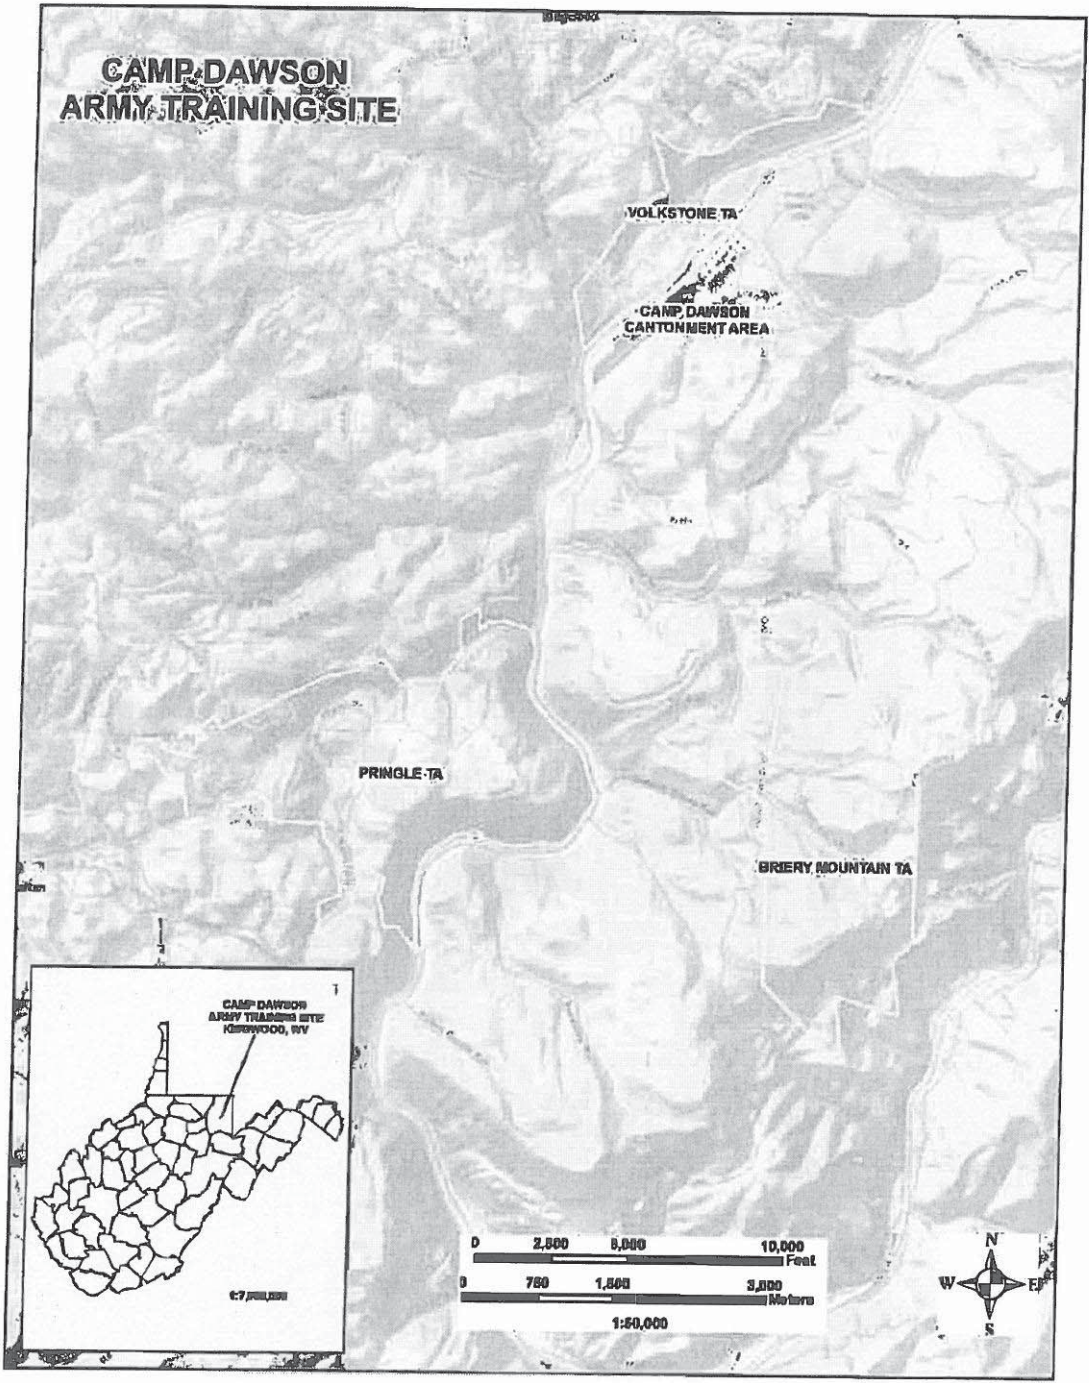 CAMP DAWSON
ARMY TRAINING SITE
VOLKSTONE TA
CAMP DAWSON
CANTONMENT AREA
PRINGLE TA
BRIERY MOUNTAIN TA
CAMP DAWSON
ARMY TRAINING SITE
KINGWOOD, WV
0 2,500 5,000 10,000
Feet
0 750 1,500 3,000
Meters
1:50,000
N
W E
S